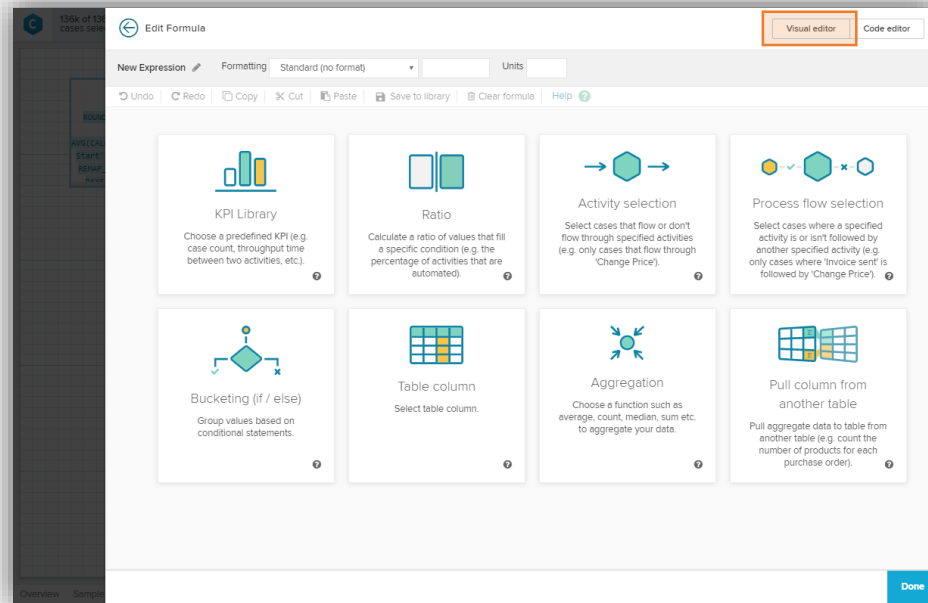 C
136k of 136
cases sele
Edit Formula
Visual editor
Code editor
New Expression
Formatting
Standard (no format)
Units
Undo
Redo
Copy
Cut
Paste
Save to library
Clear formula
Help ?
ROUND
AVG(CAL
Start'
REMAP_
KPI Library
Choose a predefined KPI (e.g.
case count, throughput time
between two activities, etc.).
?
Ratio
Calculate a ratio of values that fill
a specific condition (e.g. the
percentage of activities that are
automated).
?
Activity selection
Select cases that flow or don't
flow through specified activities
(e.g. only cases that flow through
'Change Price').
?
Process flow selection
Select cases where a specified
activity is or isn't followed by
another specified activity (e.g.
only cases where 'Invoice sent' is
followed by 'Change Price').
?
Bucketing (if / else)
Group values based on
conditional statements.
?
Table column
Select table column.
?
Aggregation
Choose a function such as
average, count, median, sum etc.
to aggregate your data.
?
Pull column from
another table
Pull aggregate data to table from
another table (e.g. count the
number of products for each
purchase order).
?
Overview
Sample
Done